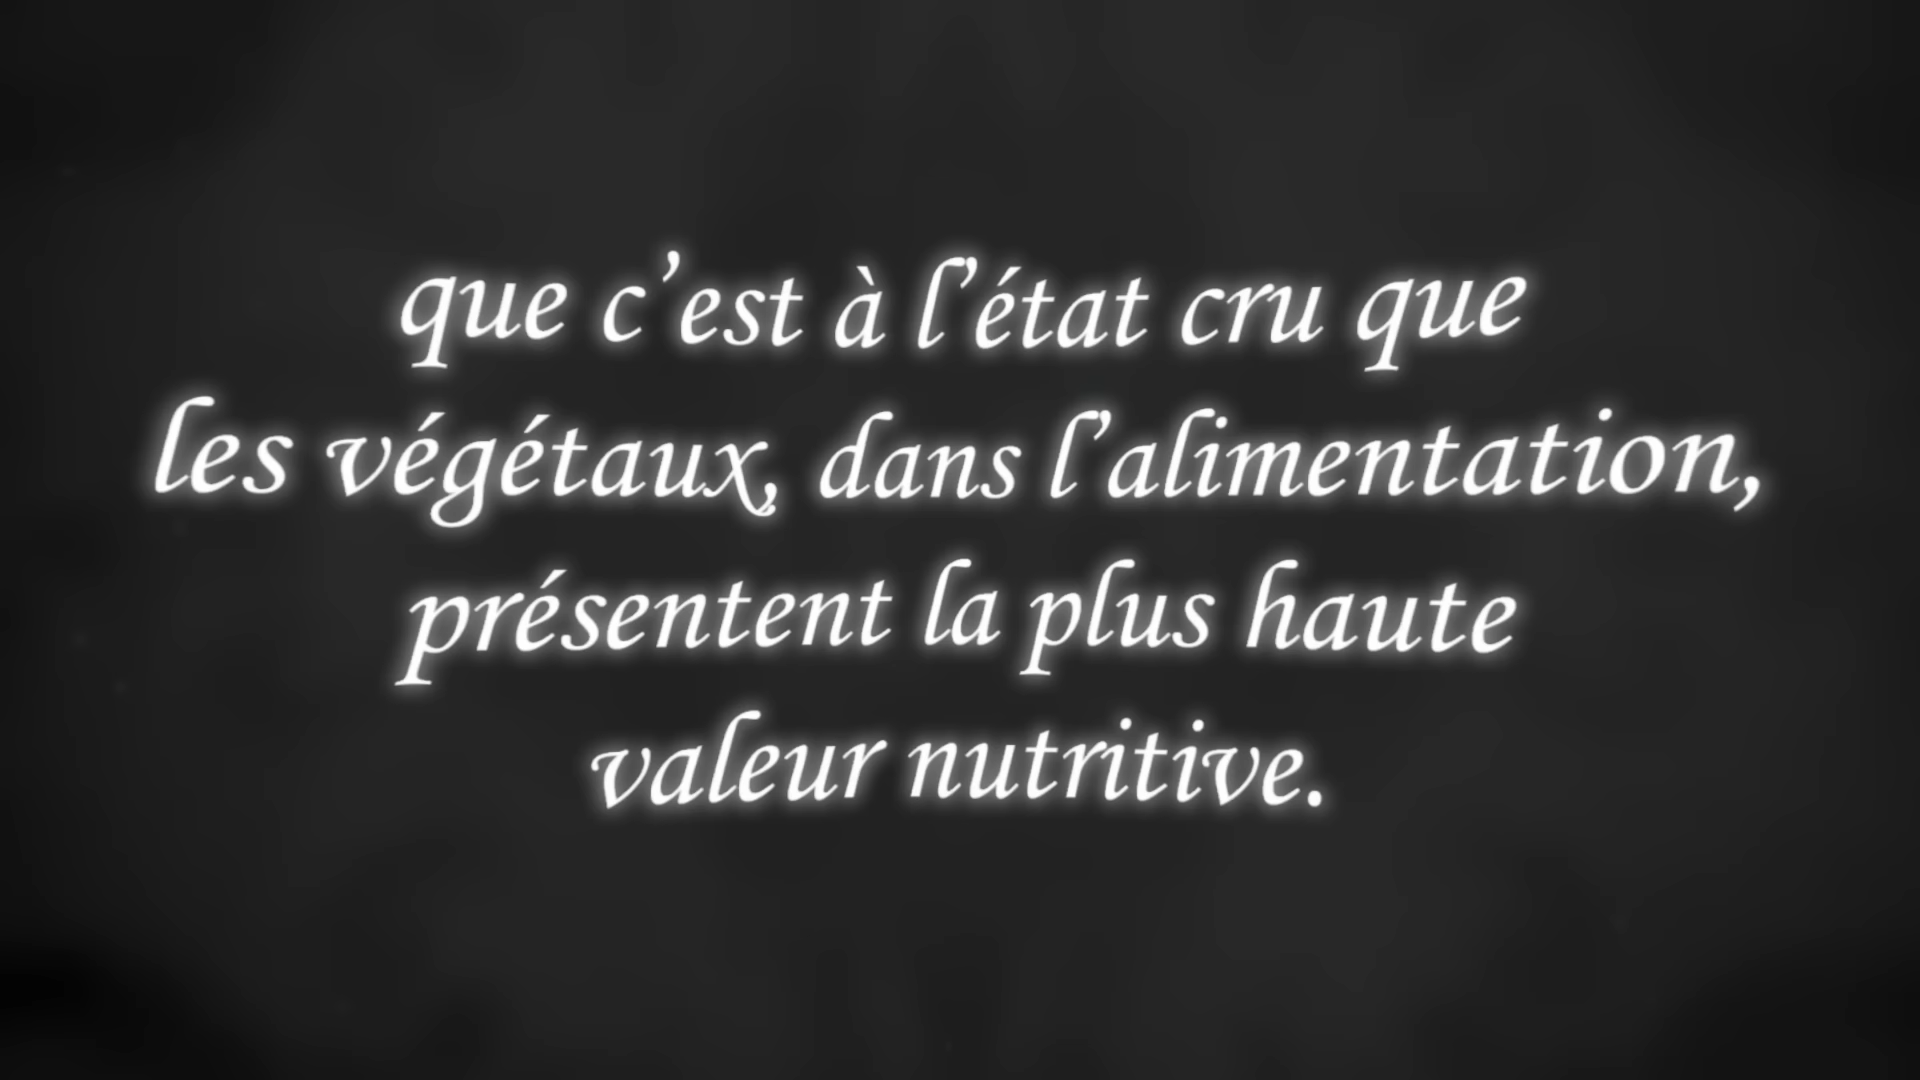 que c’est à l’état cru que
les végétaux, dans l’alimentation,
présentent la plus haute
valeur nutritive.